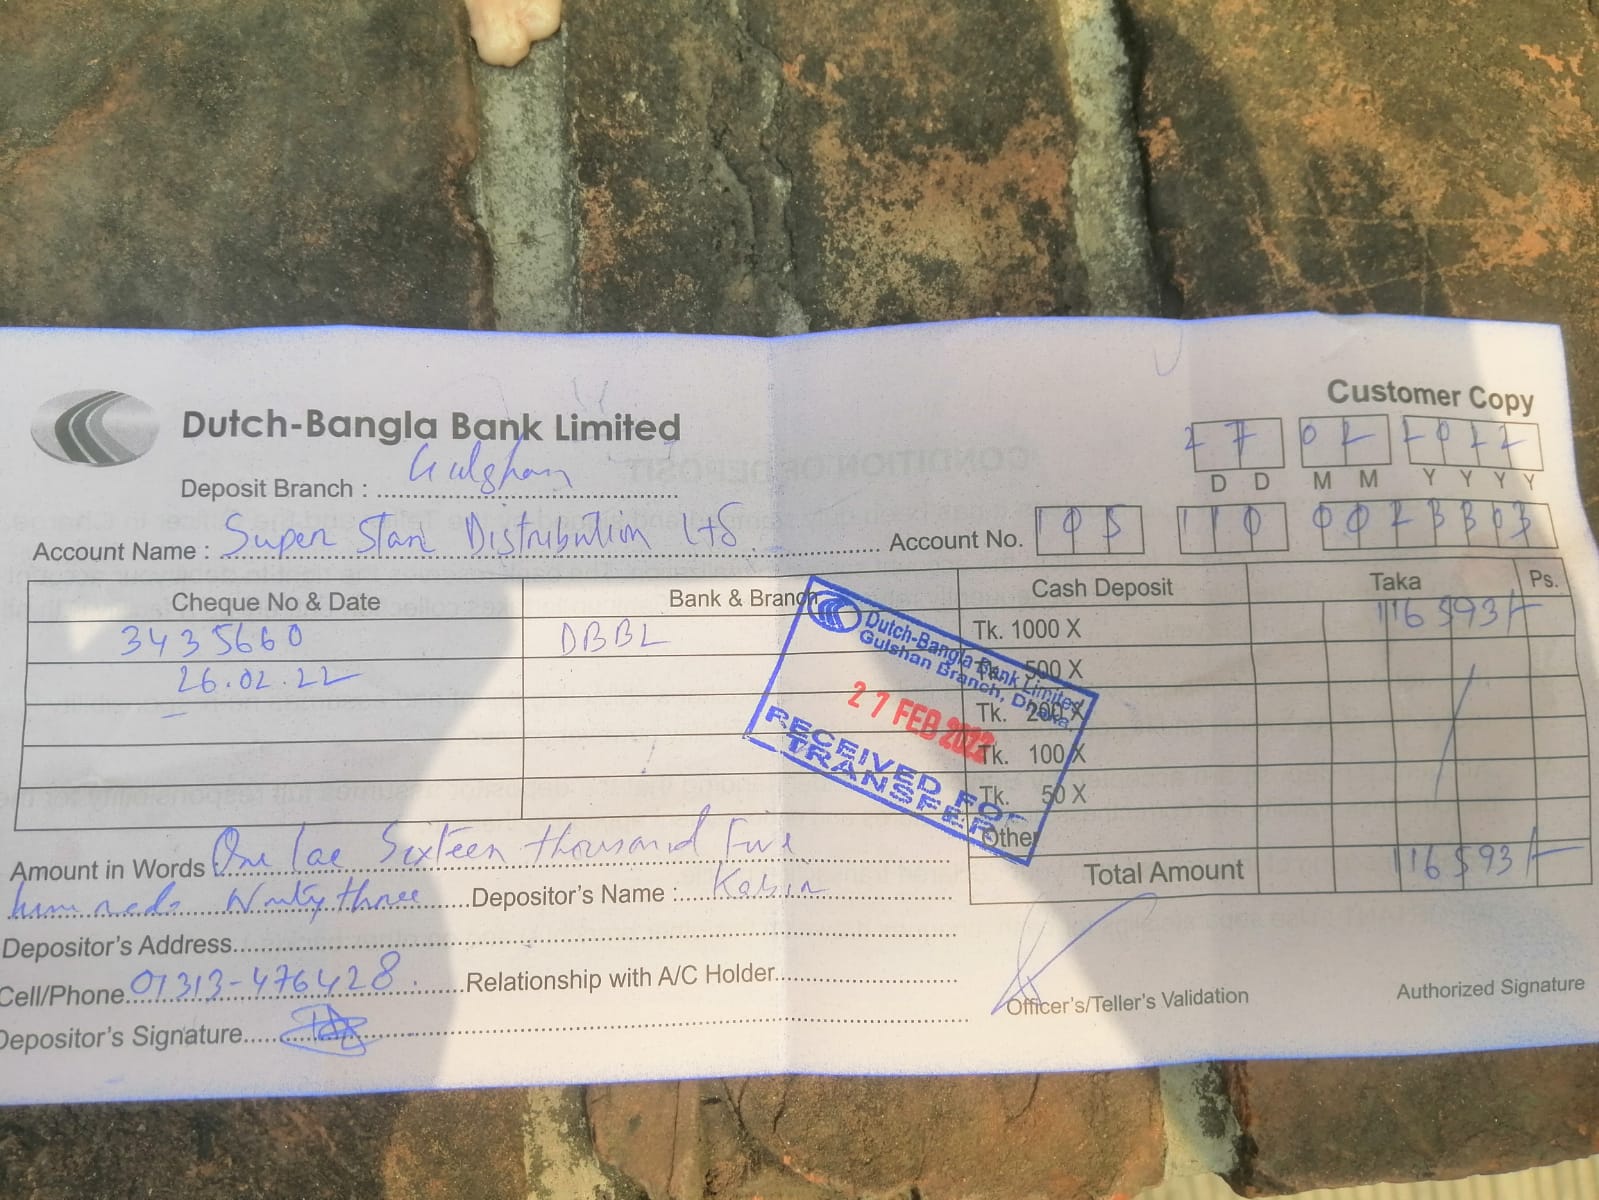 Customer Copy
Dutch-Bangla Bank Limited
27 02 2022
D D M M Y Y Y Y
Deposit Branch : Gulshan
Account Name : Super Star Distribution Ltd. Account No. 105 110 0023303
Cheque No & Date Bank & Branch Cash Deposit Taka Ps.
3435660 DBBL Tk. 1000 X 116593/-
26.02.22 Tk. 500 X
Tk. 200 X
Tk. 100 X
Tk. 50 X
Other
Dutch-Bangla Bank Limited
Gulshan Branch, Dhaka.
27 FEB 2022
RECEIVED FOR
TRANSFER
Total Amount 116593/-
Amount in Words One lac Sixteen thousand Five
hundred Ninty three Depositor's Name : Kabir
Depositor's Address
Cell/Phone 01313-476428. Relationship with A/C Holder
Depositor's Signature
Officer's/Teller's Validation
Authorized Signature